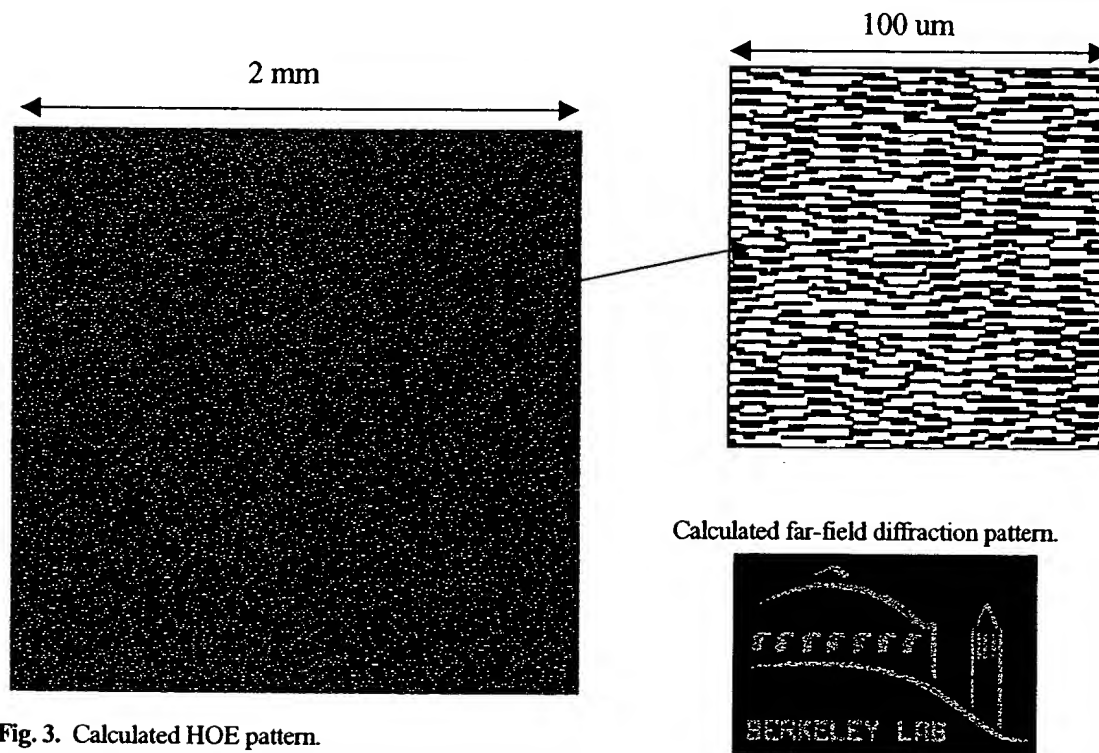 100 um
2 mm
Calculated far-field diffraction pattern.
BERKELEY LAB
Fig. 3. Calculated HOE pattern.